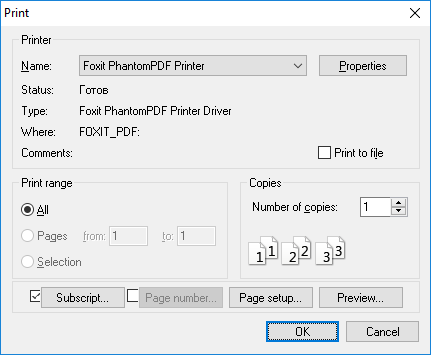 Print
Printer
Name: Foxit PhantomPDF Printer Properties
Status: Готов
Type: Foxit PhantomPDF Printer Driver
Where: FOXIT_PDF:
Comments: Print to file
Print range
All
Pages from: 1 to: 1
Selection
Copies
Number of copies: 1
1 1 2 2 3 3
Subscript... Page number... Page setup... Preview...
OK Cancel